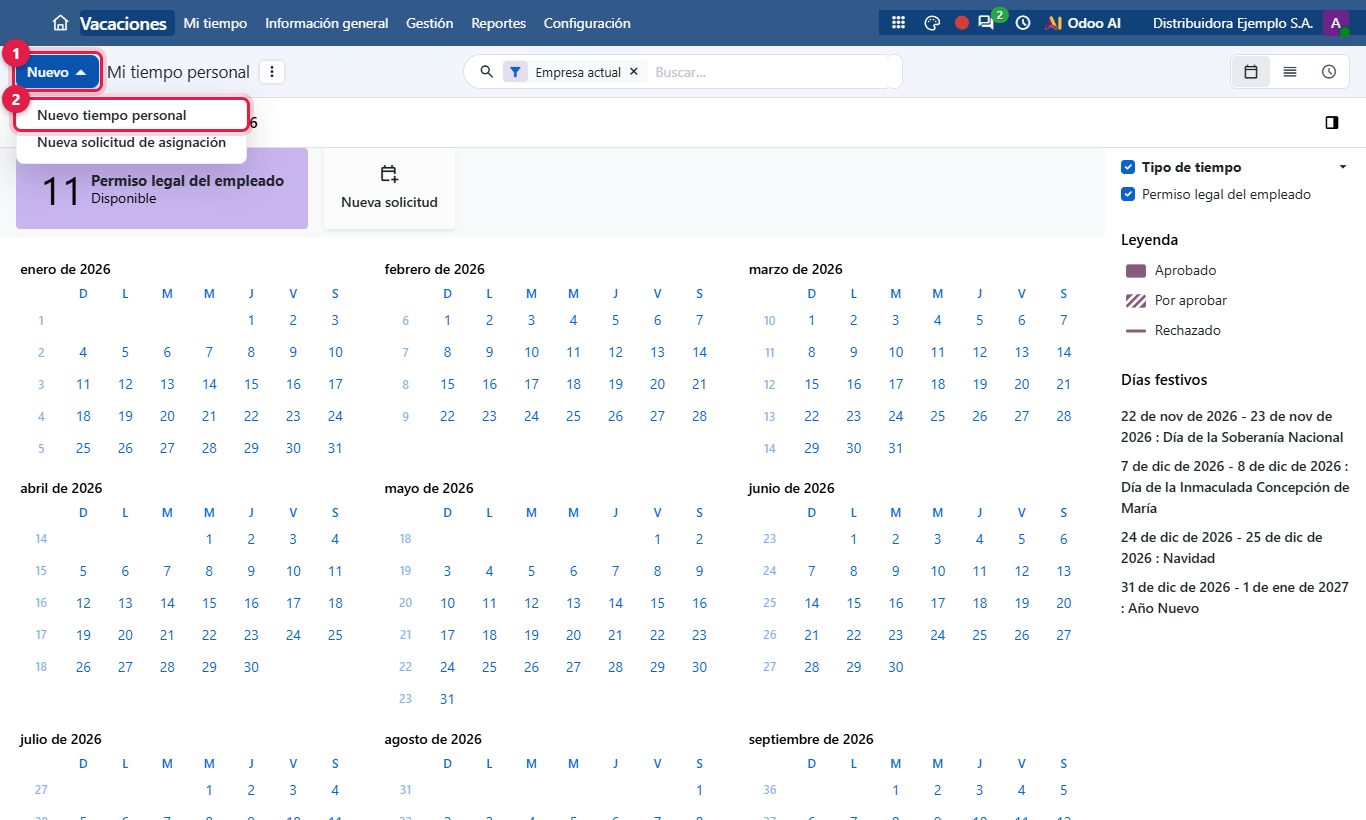 Vacaciones Mi tiempo Información general Gestión Reportes Configuración 2 Odoo AI Distribuidora Ejemplo S.A. A
1
Nuevo Mi tiempo personal Empresa actual Buscar...
2
Nuevo tiempo personal
6
Nueva solicitud de asignación
11 Permiso legal del empleado
Disponible
Nueva solicitud
enero de 2026
D L M M J V S
1 1 2 3
2 4 5 6 7 8 9 10
3 11 12 13 14 15 16 17
4 18 19 20 21 22 23 24
5 25 26 27 28 29 30 31
febrero de 2026
D L M M J V S
6 1 2 3 4 5 6 7
7 8 9 10 11 12 13 14
8 15 16 17 18 19 20 21
9 22 23 24 25 26 27 28
marzo de 2026
D L M M J V S
10 1 2 3 4 5 6 7
11 8 9 10 11 12 13 14
12 15 16 17 18 19 20 21
13 22 23 24 25 26 27 28
14 29 30 31
abril de 2026
D L M M J V S
14 1 2 3 4
15 5 6 7 8 9 10 11
16 12 13 14 15 16 17 18
17 19 20 21 22 23 24 25
18 26 27 28 29 30
mayo de 2026
D L M M J V S
18 1 2
19 3 4 5 6 7 8 9
20 10 11 12 13 14 15 16
21 17 18 19 20 21 22 23
22 24 25 26 27 28 29 30
23 31
junio de 2026
D L M M J V S
23 1 2 3 4 5 6
24 7 8 9 10 11 12 13
25 14 15 16 17 18 19 20
26 21 22 23 24 25 26 27
27 28 29 30
julio de 2026
D L M M J V S
27 1 2 3 4
agosto de 2026
D L M M J V S
31 1
septiembre de 2026
D L M M J V S
36 1 2 3 4 5
Tipo de tiempo
Permiso legal del empleado
Leyenda
Aprobado
Por aprobar
Rechazado
Días festivos
22 de nov de 2026 - 23 de nov de
2026 : Día de la Soberanía Nacional
7 de dic de 2026 - 8 de dic de 2026 :
Día de la Inmaculada Concepción de
María
24 de dic de 2026 - 25 de dic de
2026 : Navidad
31 de dic de 2026 - 1 de ene de 2027
: Año Nuevo